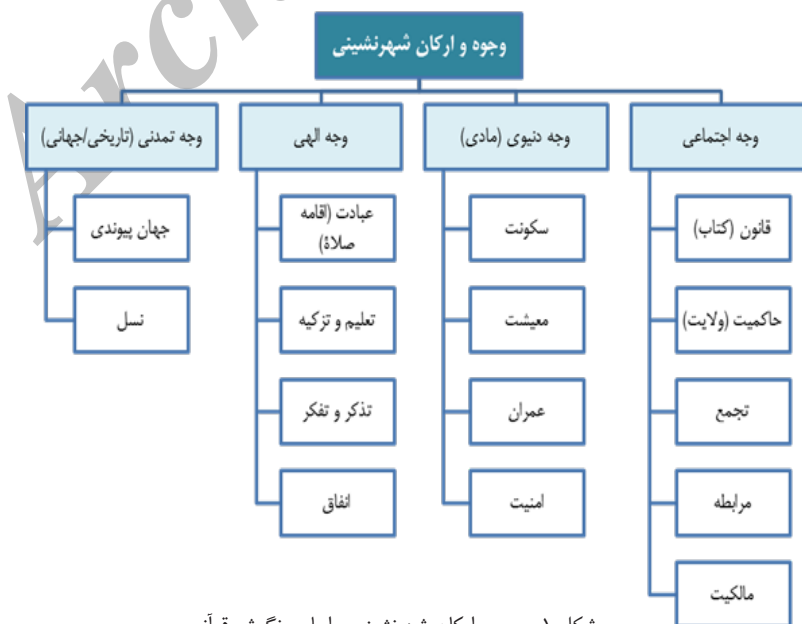 وجوه و ارکان شهرنشینی
وجه اجتماعی
قانون (کتاب)
حاکمیت (ولایت)
تجمع
مرابطه
مالکیت
وجه دنیوی (مادی)
سکونت
معیشت
عمران
امنیت
وجه الهی
عبادت (اقامه
صلاة)
تعلیم و تزکیه
تذکر و تفکر
انفاق
وجه تمدنی (تاریخی/جهانی)
جهان پیوندی
نسل
Arc